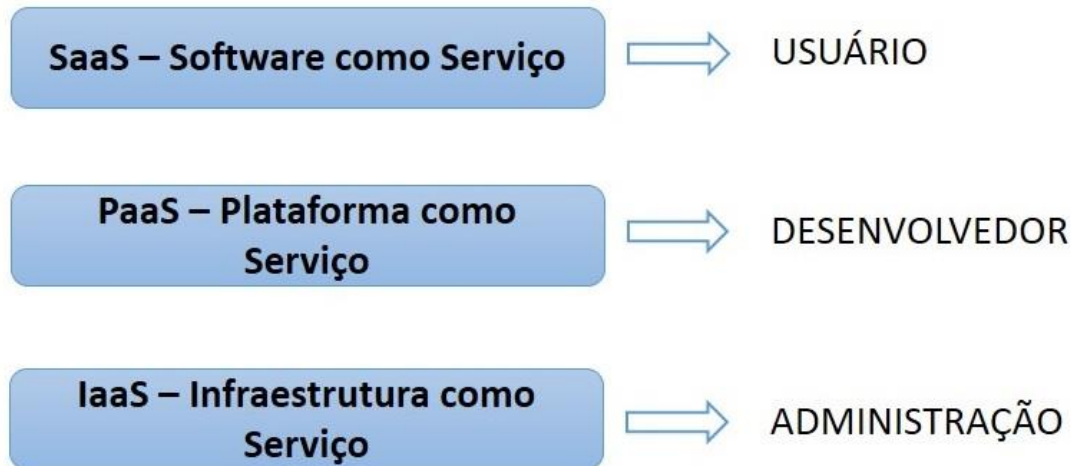 SaaS – Software como Serviço
USUÁRIO
PaaS – Plataforma como
Serviço
DESENVOLVEDOR
IaaS – Infraestrutura como
Serviço
ADMINISTRAÇÃO